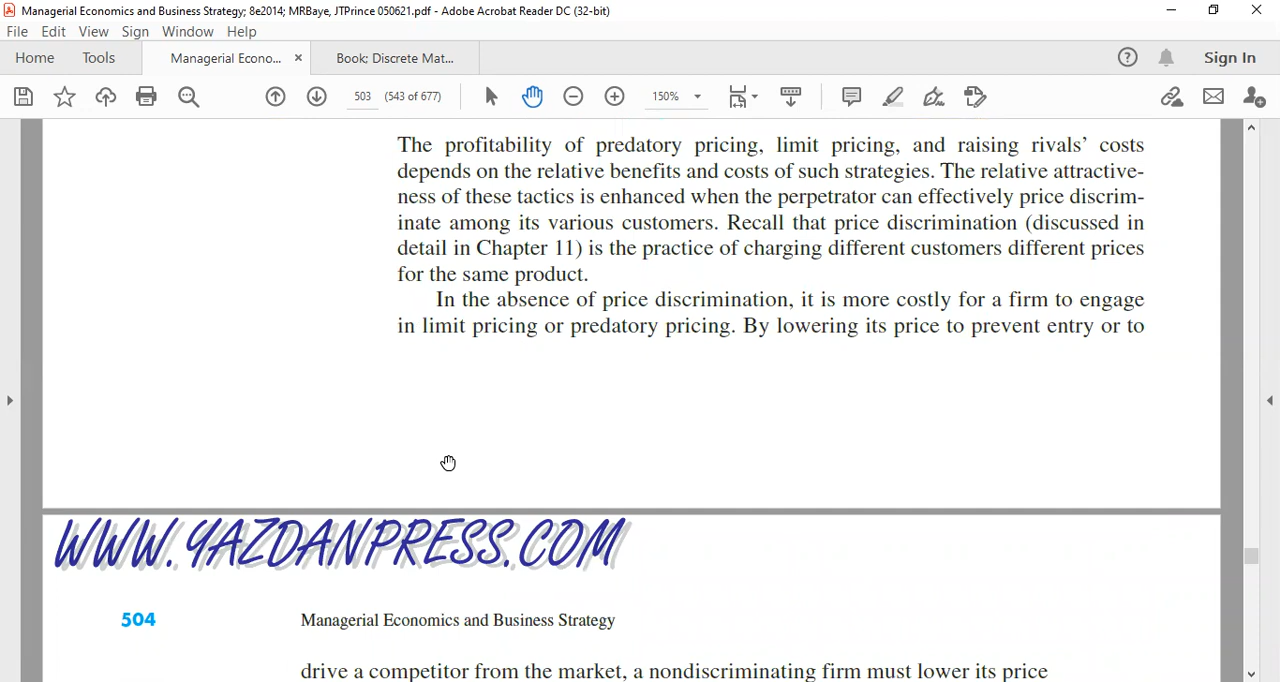 Managerial Economics and Business Strategy; 8e2014; MRBaye, JTPrince 050621.pdf - Adobe Acrobat Reader DC (32-bit)
File Edit View Sign Window Help
Home Tools Managerial Econo... × Book; Discrete Mat... Sign In
503 (543 of 677) 150%
The profitability of predatory pricing, limit pricing, and raising rivals’ costs
depends on the relative benefits and costs of such strategies. The relative attractive-
ness of these tactics is enhanced when the perpetrator can effectively price discrim-
inate among its various customers. Recall that price discrimination (discussed in
detail in Chapter 11) is the practice of charging different customers different prices
for the same product.
In the absence of price discrimination, it is more costly for a firm to engage
in limit pricing or predatory pricing. By lowering its price to prevent entry or to
WWW.YAZDANPRESS.COM
504 Managerial Economics and Business Strategy
drive a competitor from the market, a nondiscriminating firm must lower its price